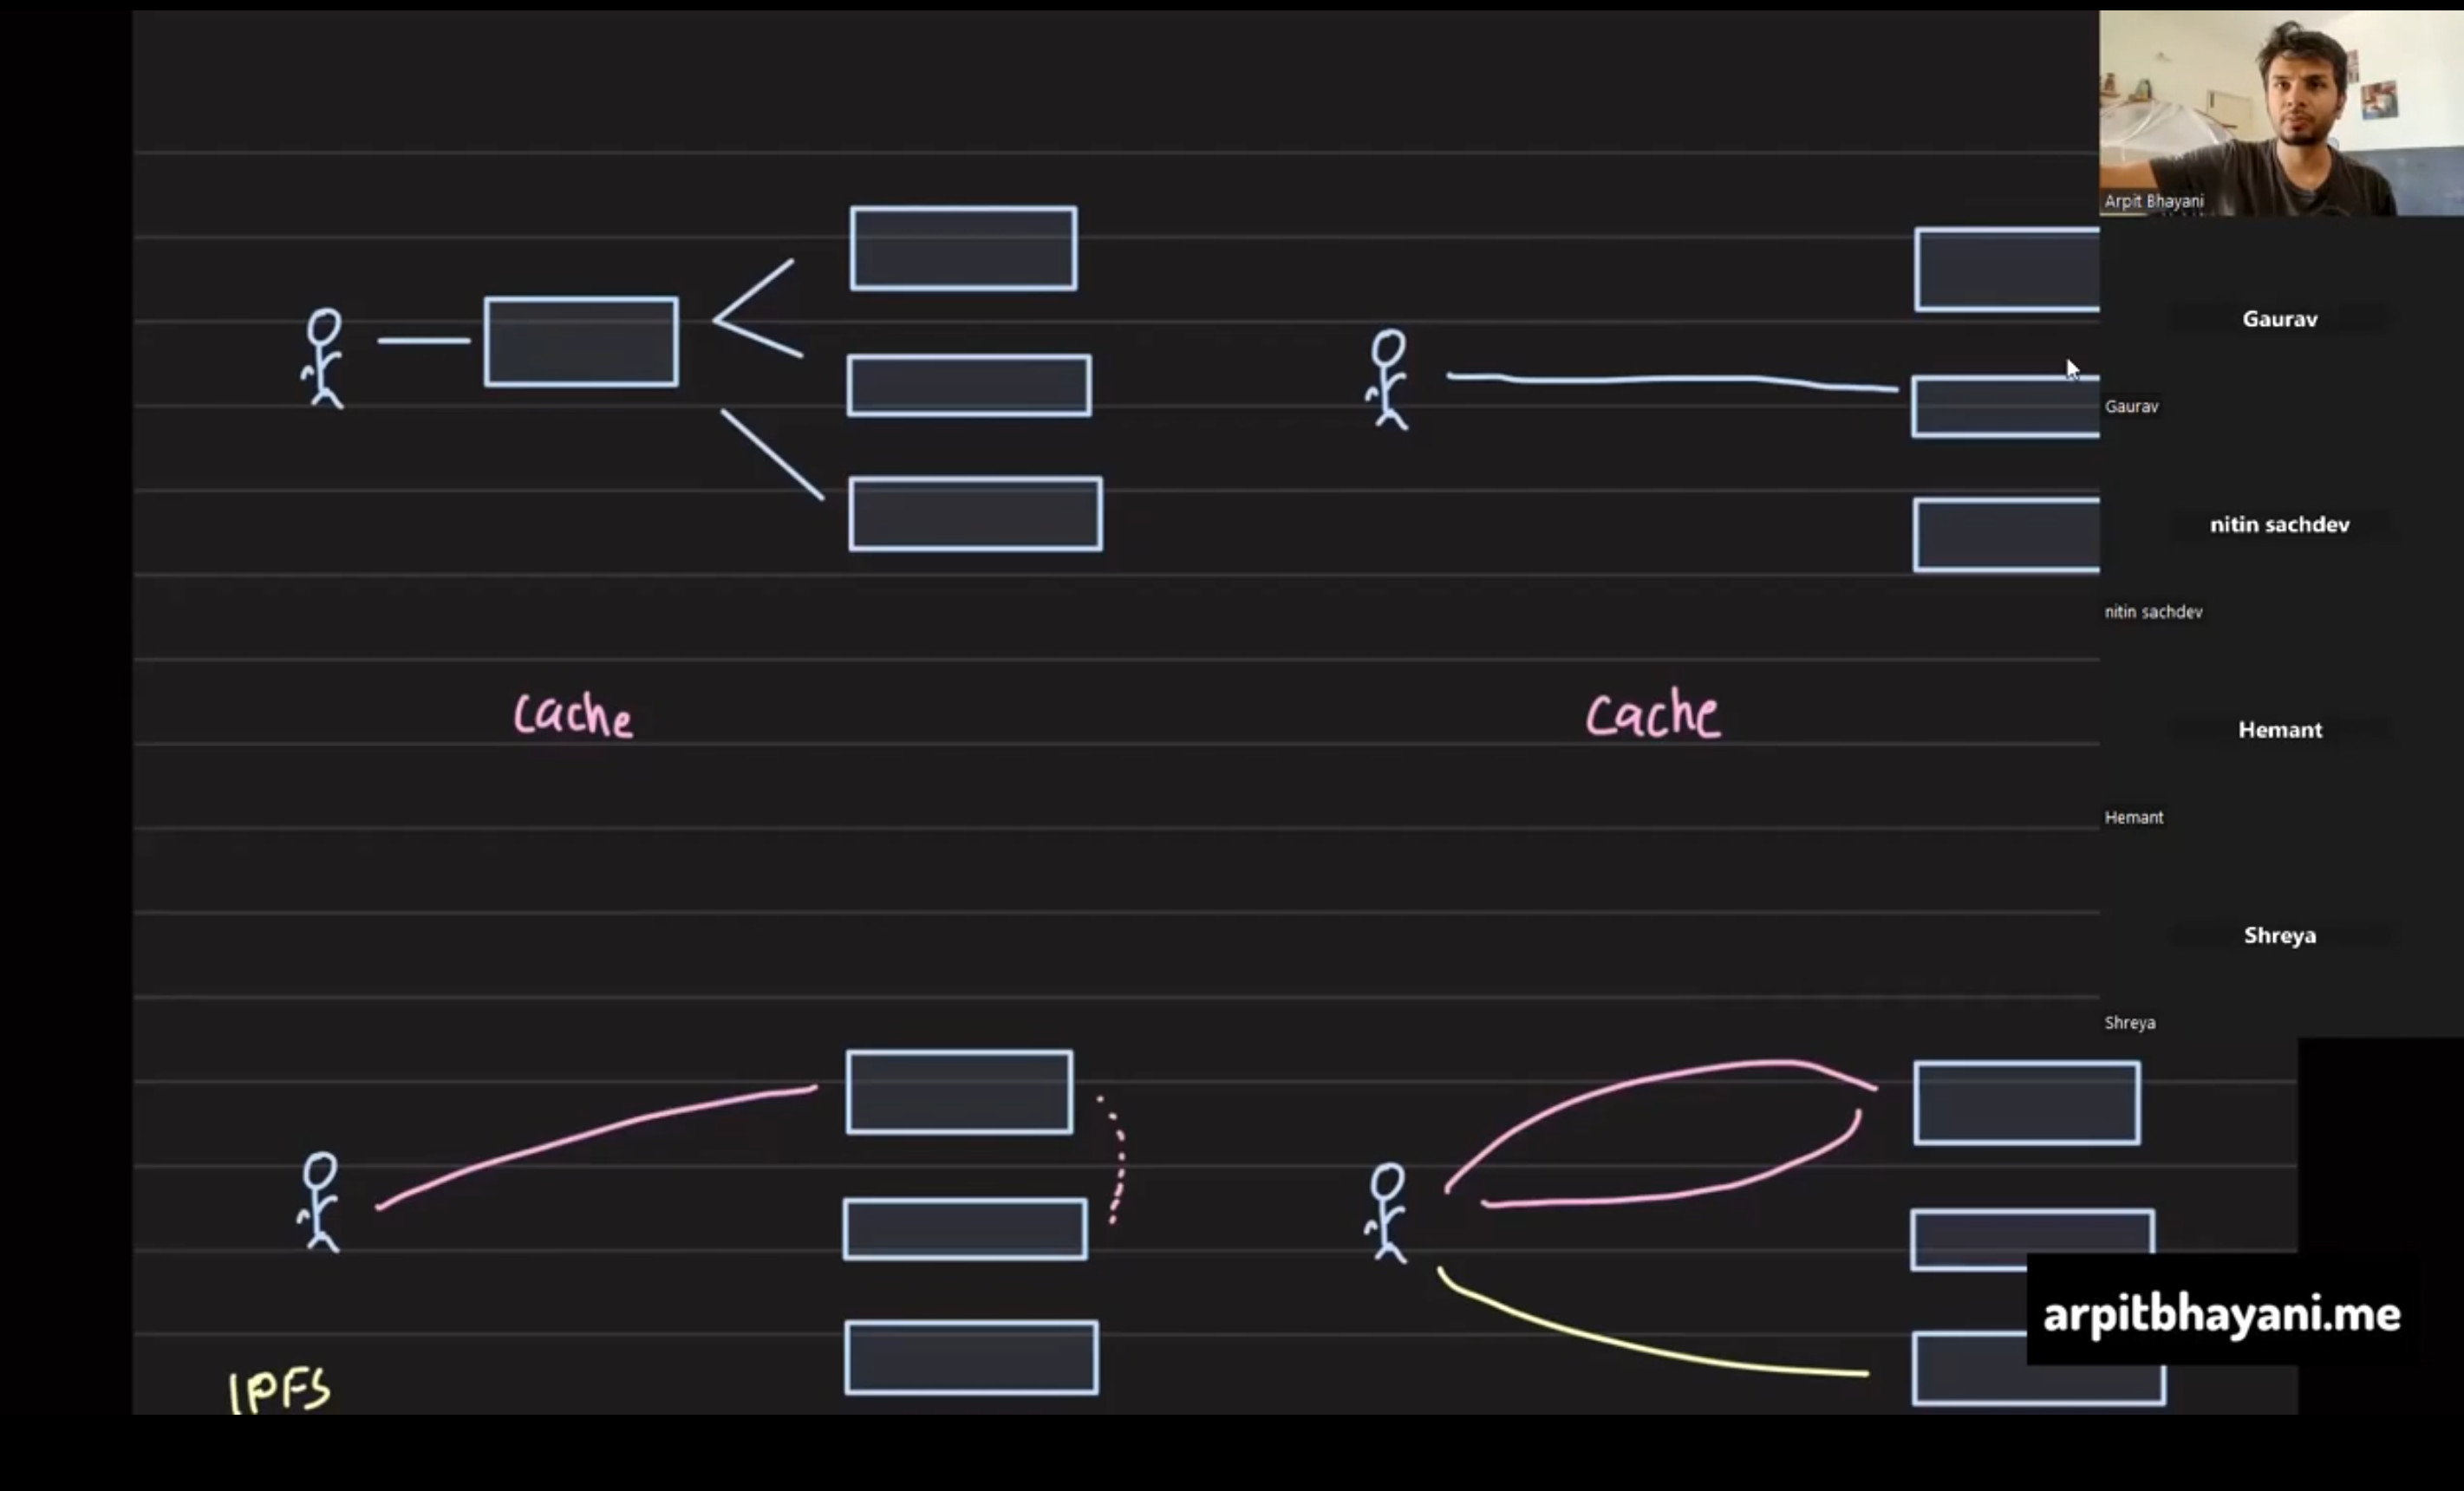 Arpit Bhayani
Gaurav
Gaurav
nitin sachdev
nitin sachdev
cache
Cache
Hemant
Hemant
Shreya
Shreya
arpitbhayani.me
IPFS